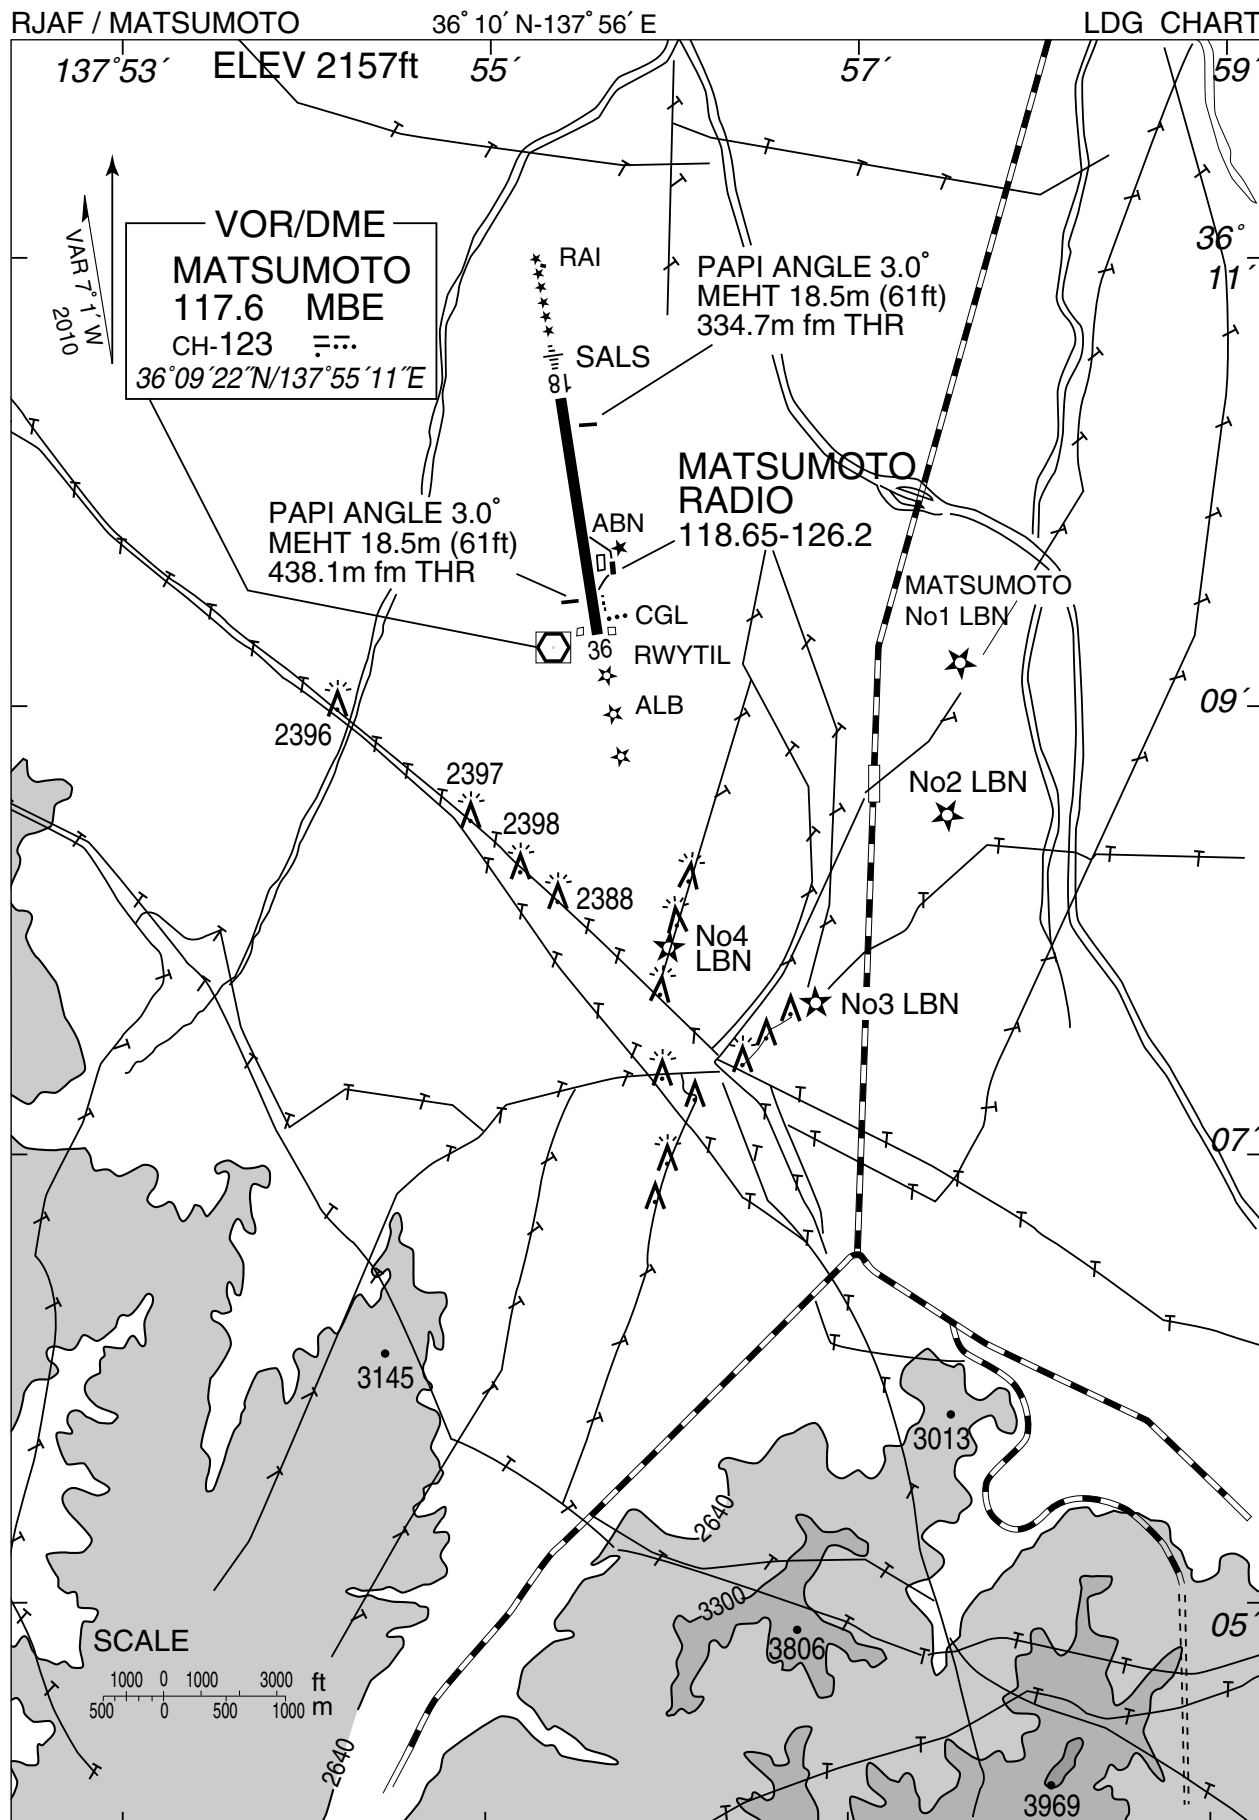 RJAF / MATSUMOTO 36°10´N-137°56´E LDG CHART
137°53´ ELEV 2157ft 55´ 57´ 59´
VAR 7°1´W
2010
VOR/DME
MATSUMOTO
117.6 MBE
CH-123
36°09´22˝N/137°55´11˝E
RAI
SALS
18
PAPI ANGLE 3.0°
MEHT 18.5m (61ft)
334.7m fm THR
36°
11´
MATSUMOTO
RADIO
118.65-126.2
PAPI ANGLE 3.0°
MEHT 18.5m (61ft)
438.1m fm THR
ABN
CGL
36
RWYTIL
ALB
MATSUMOTO
No1 LBN
09´
2396
2397
2398
2388
No2 LBN
No4
LBN
No3 LBN
07´
3145
3013
2640
3300
3806
05´
SCALE
1000 0 1000 3000 ft
500 0 500 1000 m
2640
3969